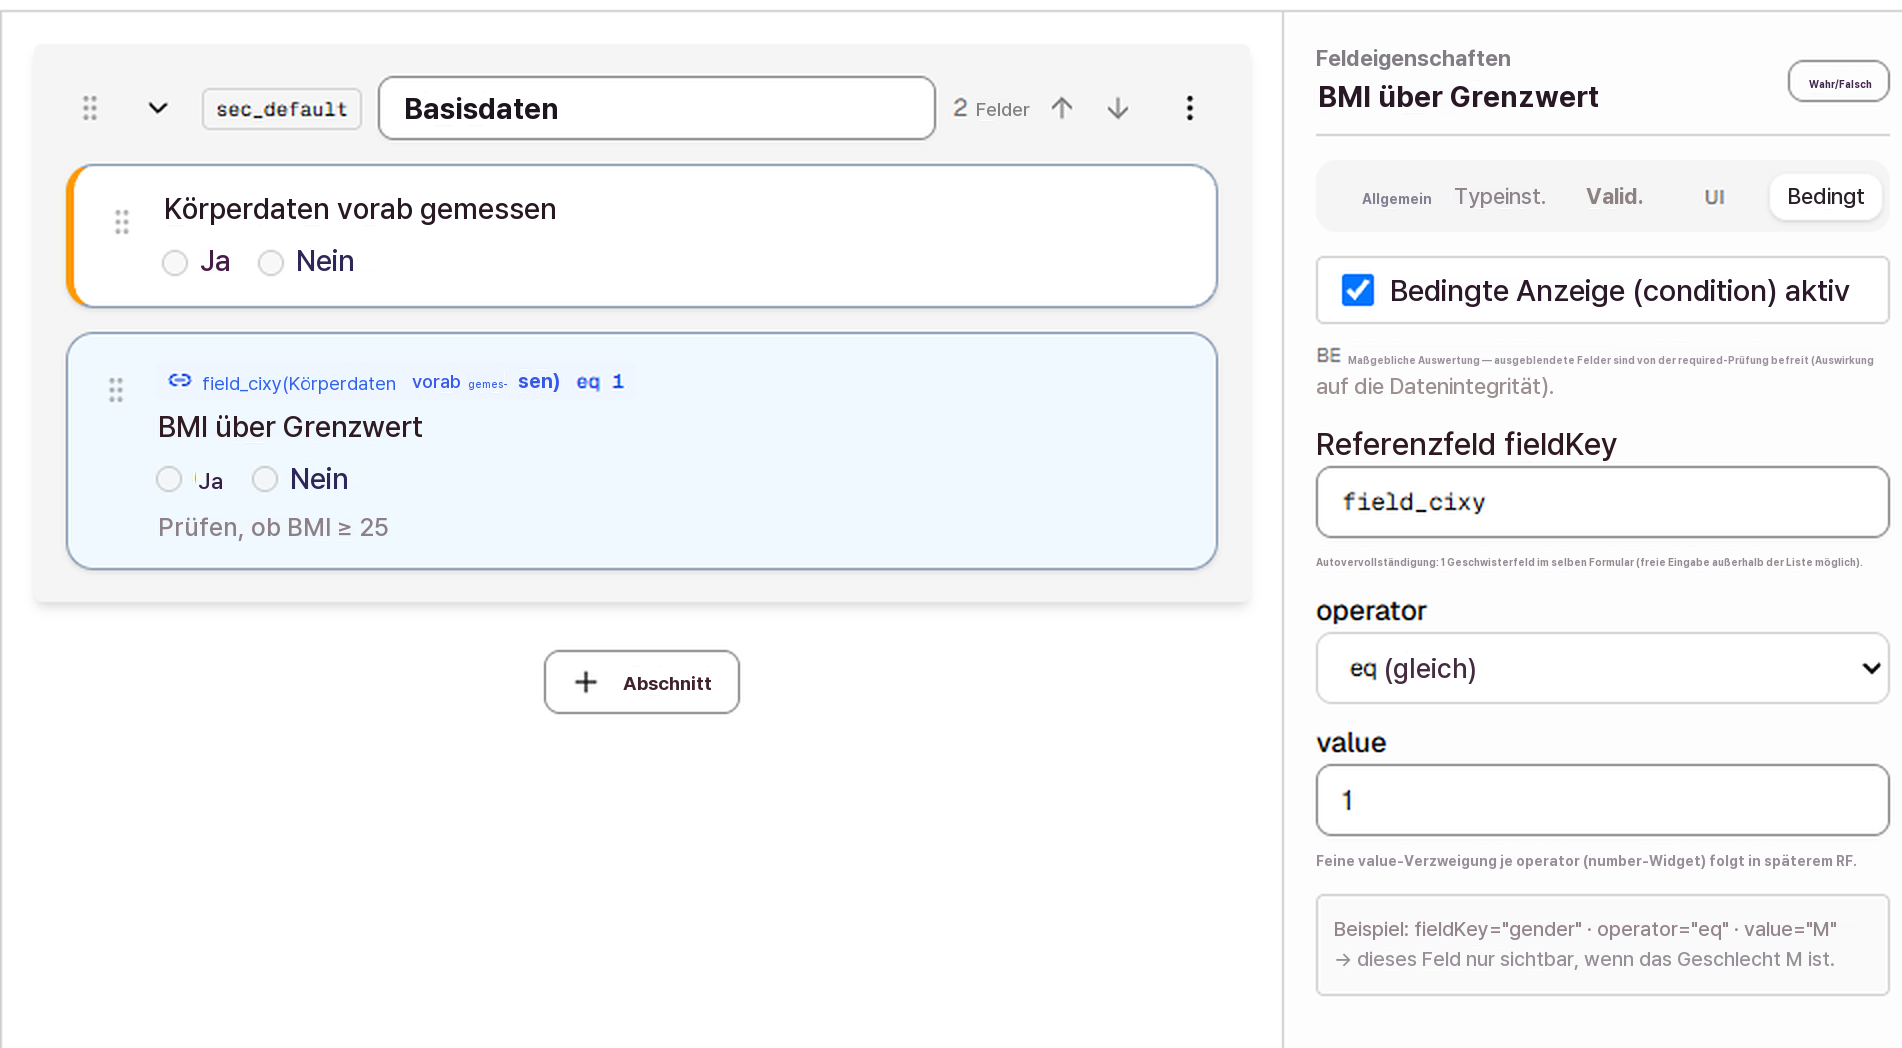 sec_default Basisdaten 2 Felder
Körperdaten vorab gemessen
Ja Nein
field_cixy(Körperdaten vorab gemes- sen) eq 1
BMI über Grenzwert
Ja Nein
Prüfen, ob BMI ≥ 25
+ Abschnitt
Feldeigenschaften
BMI über Grenzwert Wahr/Falsch
Allgemein Typeinst. Valid. UI Bedingt
Bedingte Anzeige (condition) aktiv
BE Maßgebliche Auswertung — ausgeblendete Felder sind von der required-Prüfung befreit (Auswirkung
auf die Datenintegrität).
Referenzfeld fieldKey
field_cixy
Autovervollständigung: 1 Geschwisterfeld im selben Formular (freie Eingabe außerhalb der Liste möglich).
operator
eq (gleich)
value
1
Feine value-Verzweigung je operator (number-Widget) folgt in späterem RF.
Beispiel: fieldKey="gender" · operator="eq" · value="M"
→ dieses Feld nur sichtbar, wenn das Geschlecht M ist.